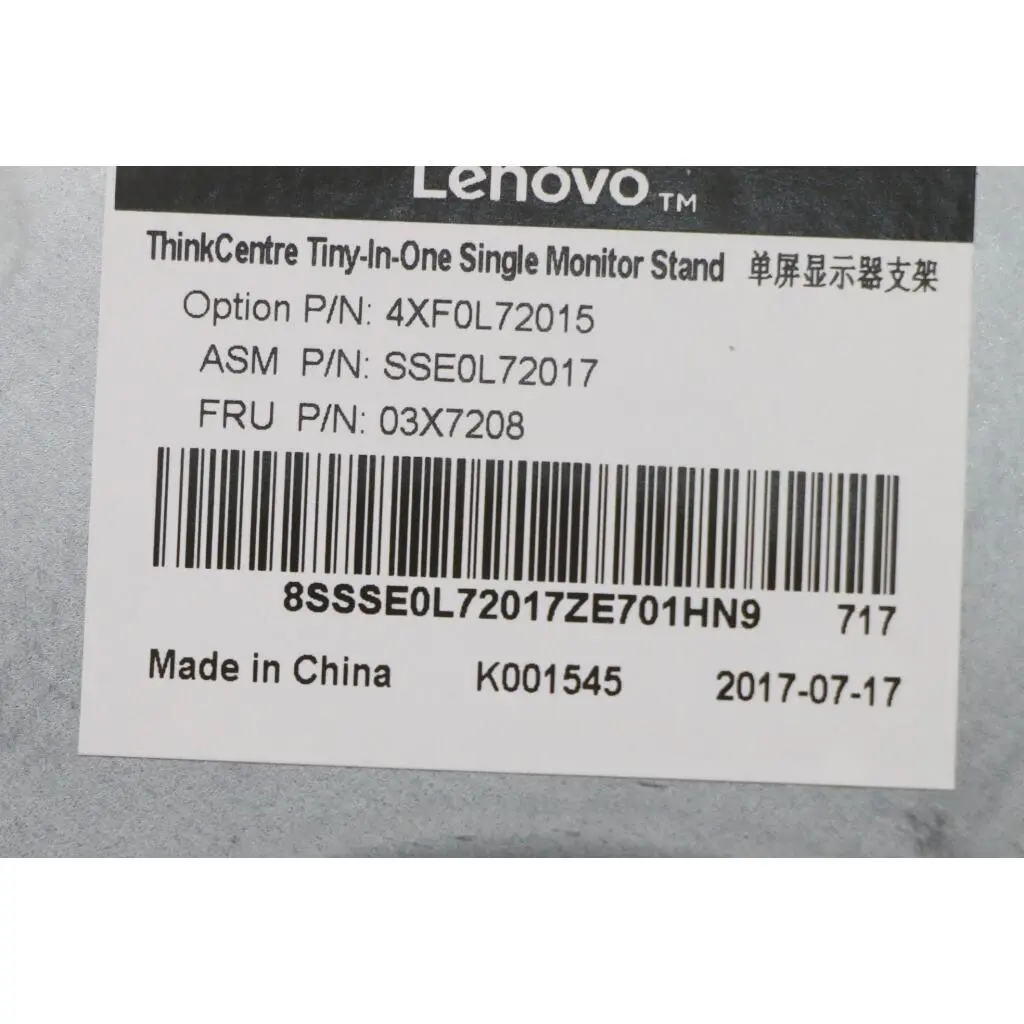 Lenovo™
ThinkCentre Tiny-In-One Single Monitor Stand 单屏显示器支架
Option P/N: 4XF0L72015
ASM P/N: SSE0L72017
FRU P/N: 03X7208
8SSSE0L72017ZE701HN9 717
Made in China K001545 2017-07-17